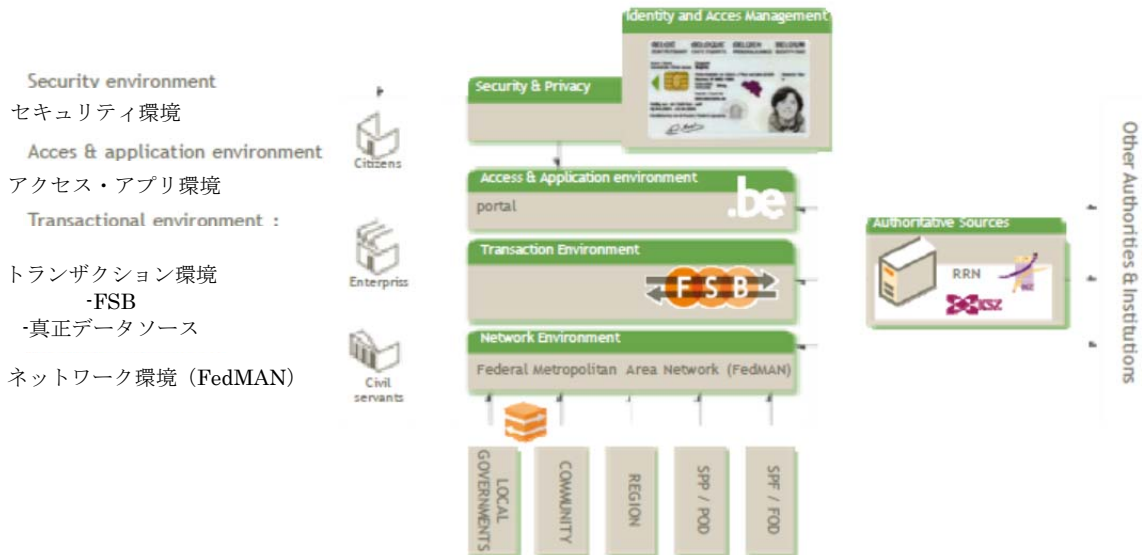 Identity and Acces Management
Security environment
セキュリティ環境
Acces & application environment
アクセス・アプリ環境
Transactional environment :
トランザクション環境
-FSB
-真正データソース
ネットワーク環境（FedMAN）
Citizens
Enterpriss
Civil
servants
Security & Privacy
Access & Application environment
portal
.be
Transaction Environment
FSB
Network Environment
Federal Metropolitan Area Network (FedMAN)
LOCAL
GOVERNMENTS
COMMUNITY
REGION
SPP / POD
SPF / FOD
Authoritative Sources
RRN
KSZ
Other Authorities & Institutions